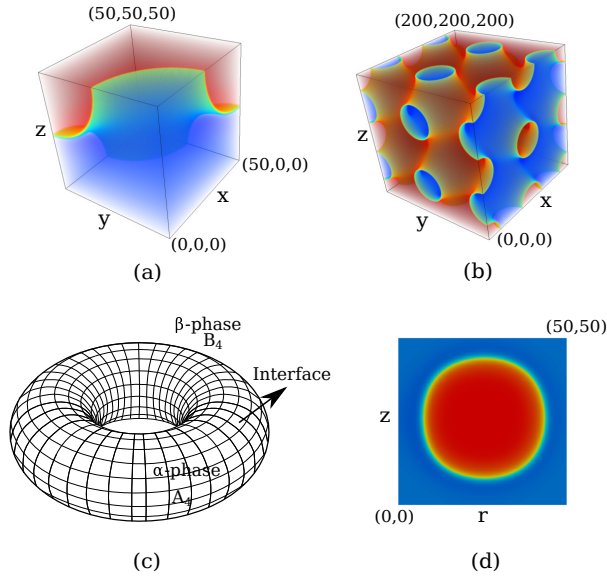 (50,50,50)
z
(50,0,0)
x
y
(0,0,0)
(a)
(200,200,200)
z
x
y
(0,0,0)
(b)
β-phase
B₄
Interface
α-phase
A₄
(c)
(50,50)
z
(0,0)
r
(d)